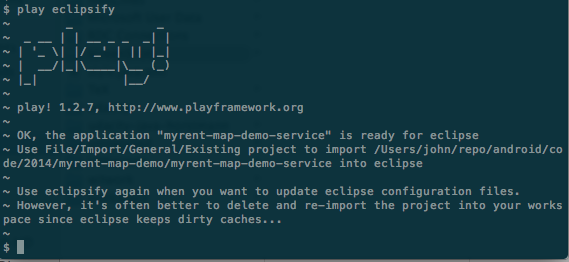 $ play eclipsify
~        _            _
~  _ __ | | __ _ _  _| |
~ | '_ \| |/ _' | || |_|
~ |  __/|_|\____|\__ (_)
~ |_|            |__/
~
~ play! 1.2.7, http://www.playframework.org
~
~ OK, the application "myrent-map-demo-service" is ready for eclipse
~ Use File/Import/General/Existing project to import /Users/john/repo/android/co
de/2014/myrent-map-demo/myrent-map-demo-service into eclipse
~
~ Use eclipsify again when you want to update eclipse configuration files.
~ However, it's often better to delete and re-import the project into your works
pace since eclipse keeps dirty caches...
~
$